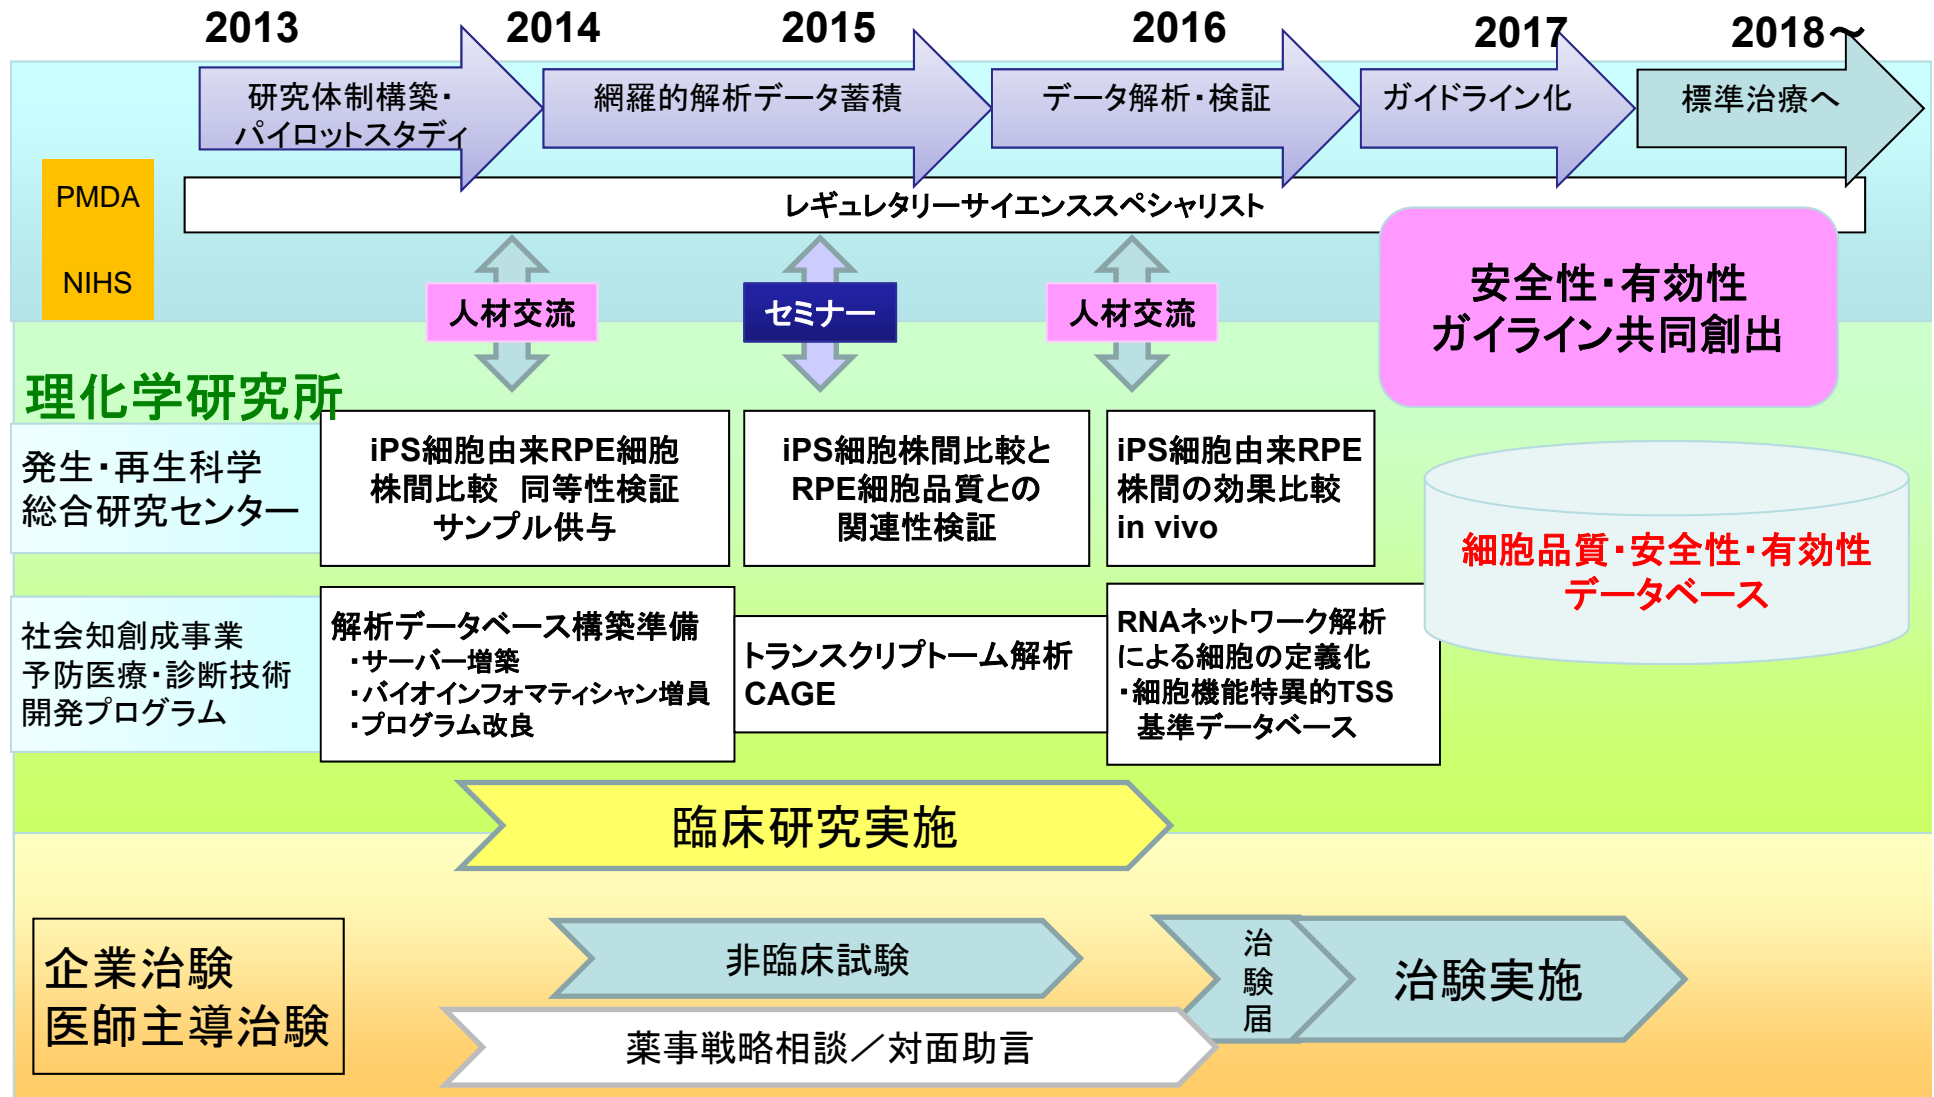 2013
2014
2015
2016
2017
2018～
研究体制構築・
パイロットスタディ
網羅的解析データ蓄積
データ解析・検証
ガイドライン化
標準治療へ
PMDA
NIHS
レギュレタリーサイエンススペシャリスト
人材交流
セミナー
人材交流
安全性・有効性
ガイライン共同創出
理化学研究所
発生・再生科学
総合研究センター
iPS細胞由来RPE細胞
株間比較　同等性検証
サンプル供与
iPS細胞株間比較と
RPE細胞品質との
関連性検証
iPS細胞由来RPE
株間の効果比較
in vivo
細胞品質・安全性・有効性
データベース
社会知創成事業
予防医療・診断技術
開発プログラム
解析データベース構築準備
・サーバー増築
・バイオインフォマティシャン増員
・プログラム改良
トランスクリプトーム解析
CAGE
RNAネットワーク解析
による細胞の定義化
・細胞機能特異的TSS
基準データベース
臨床研究実施
企業治験
医師主導治験
非臨床試験
治
験
届
治験実施
薬事戦略相談／対面助言